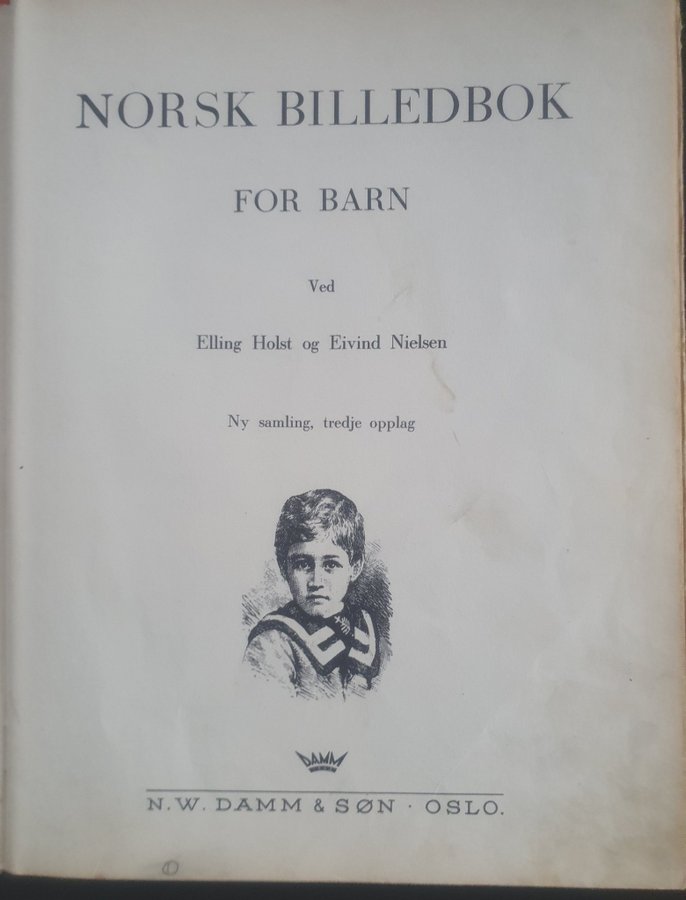 NORSK BILLEDBOK
FOR BARN
Ved
Elling Holst og Eivind Nielsen
Ny samling, tredje opplag
DAMM
N.W. DAMM & SØN · OSLO.